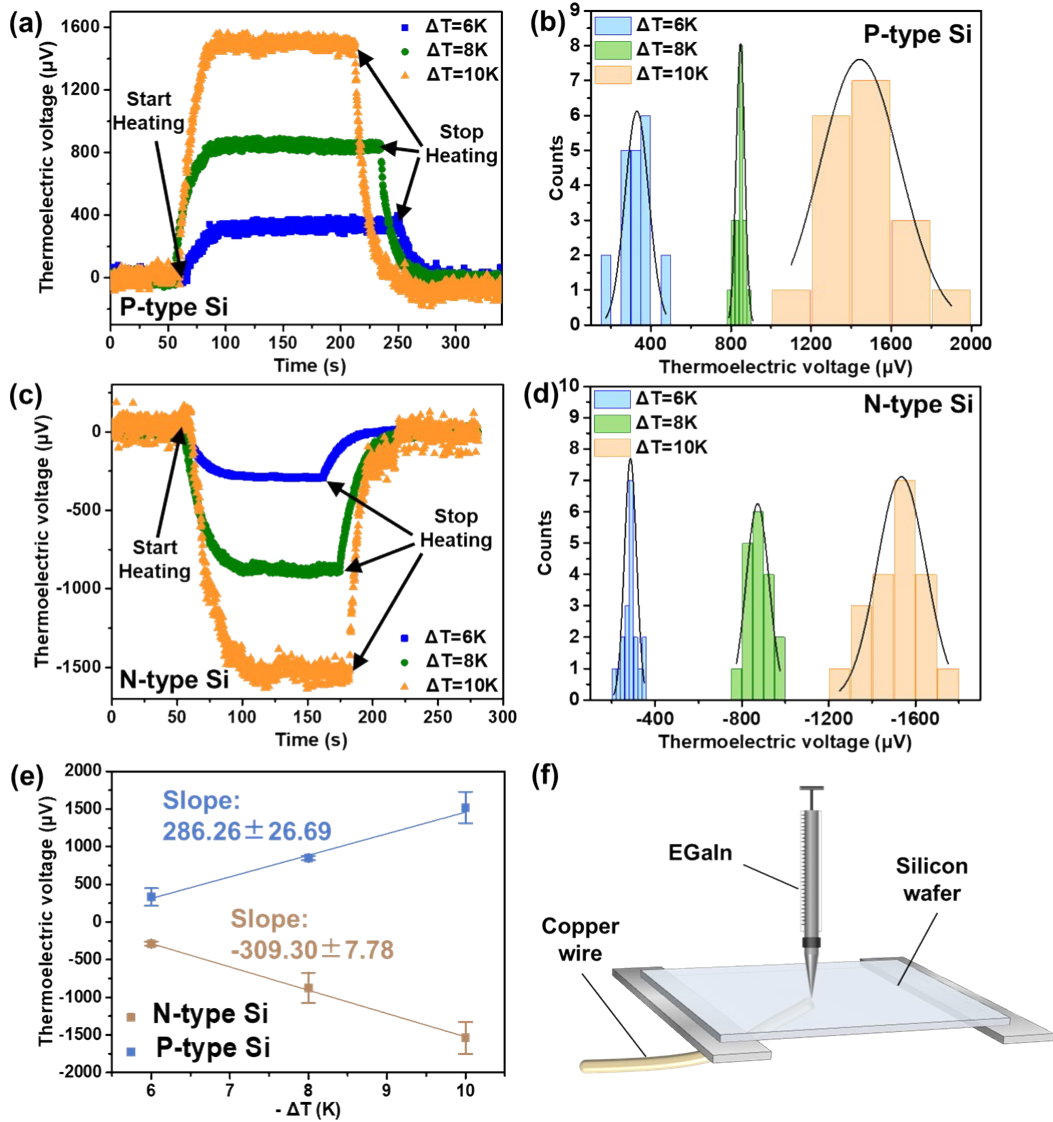 (a)
1600
1200
800
400
0
Thermoelectric voltage (µV)
ΔT=6K
ΔT=8K
ΔT=10K
Start
Heating
Stop
Heating
P-type Si
0 50 100 150 200 250 300
Time (s)
(b)
9
8
7
6
5
4
3
2
1
0
Counts
ΔT=6K
ΔT=8K
ΔT=10K
P-type Si
400 800 1200 1600 2000
Thermoelectric voltage (µV)
(c)
0
-500
-1000
-1500
Thermoelectric voltage (µV)
Start
Heating
Stop
Heating
ΔT=6K
ΔT=8K
ΔT=10K
N-type Si
0 50 100 150 200 250 300
Time (s)
(d)
10
9
8
7
6
5
4
3
2
1
0
Counts
ΔT=6K
ΔT=8K
ΔT=10K
N-type Si
-400 -800 -1200 -1600
Thermoelectric voltage (µV)
(e)
2000
1500
1000
500
0
-500
-1000
-1500
-2000
Thermoelectric voltage (µV)
Slope:
286.26±26.69
Slope:
-309.30±7.78
N-type Si
P-type Si
6 7 8 9 10
- ΔT (K)
(f)
EGaIn
Silicon
wafer
Copper
wire